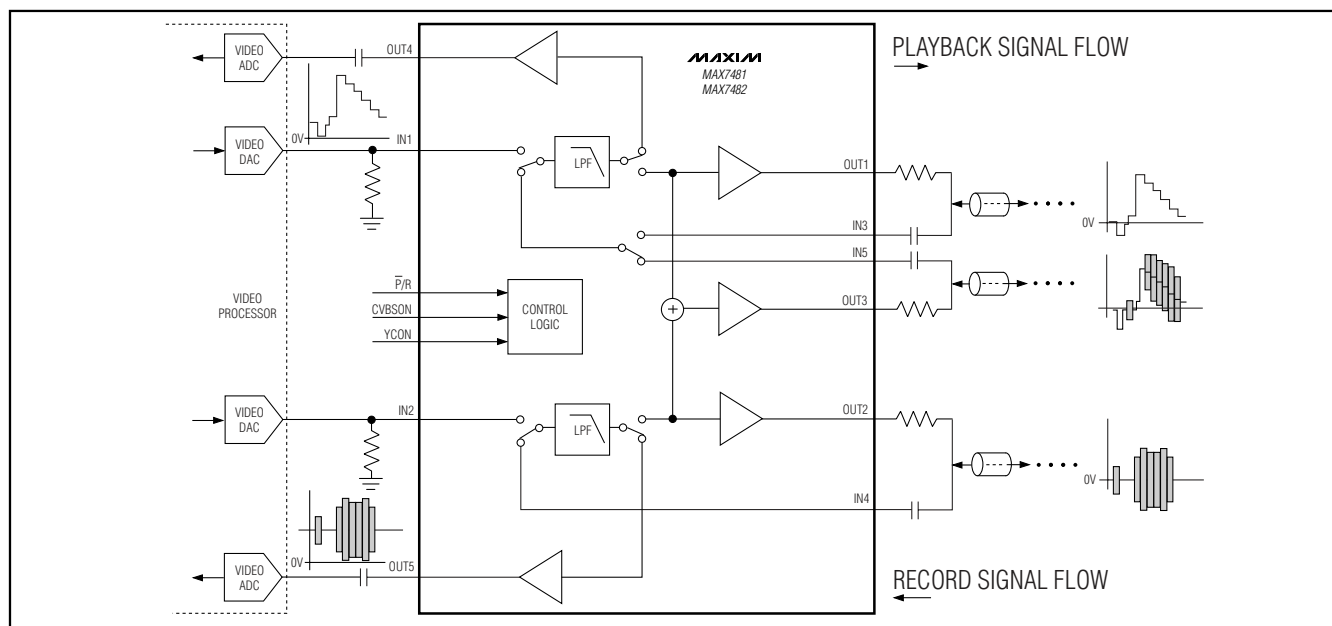 VIDEO
ADC
OUT4
MAXIM
MAX7481
MAX7482
PLAYBACK SIGNAL FLOW
0V
IN1
VIDEO
DAC
LPF
OUT1
0V
IN3
IN5
P̅/R
CVBSON
YCON
CONTROL
LOGIC
VIDEO
PROCESSOR
+
OUT3
VIDEO
DAC
IN2
LPF
OUT2
0V
IN4
0V
VIDEO
ADC
OUT5
RECORD SIGNAL FLOW